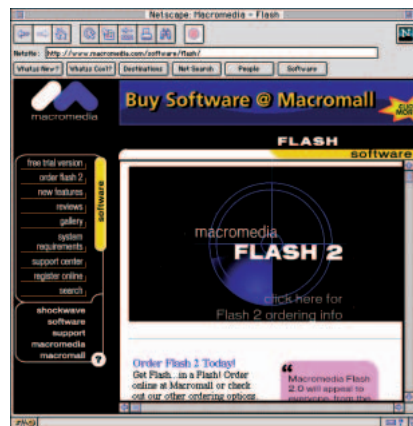 Netscape: Macromedia - Flash
N
Netsite: http://www.macromedia.com/software/flash/
What's New? What's Cool? Destinations Net Search People Software
macromedia
Buy Software @ Macromall
FLASH
software
free trial version
order flash 2
new features
reviews
gallery
system
requirements
support center
register online
search
software
shockwave
software
support
macromedia
macromall
?
macromedia
FLASH 2
click here for
Flash 2 ordering info
Order Flash 2 Today!
Get Flash...in a Flash! Order
online at Macromall or check
out our other ordering options
“
Macromedia Flash
2.0 will appeal to
everyone, from the